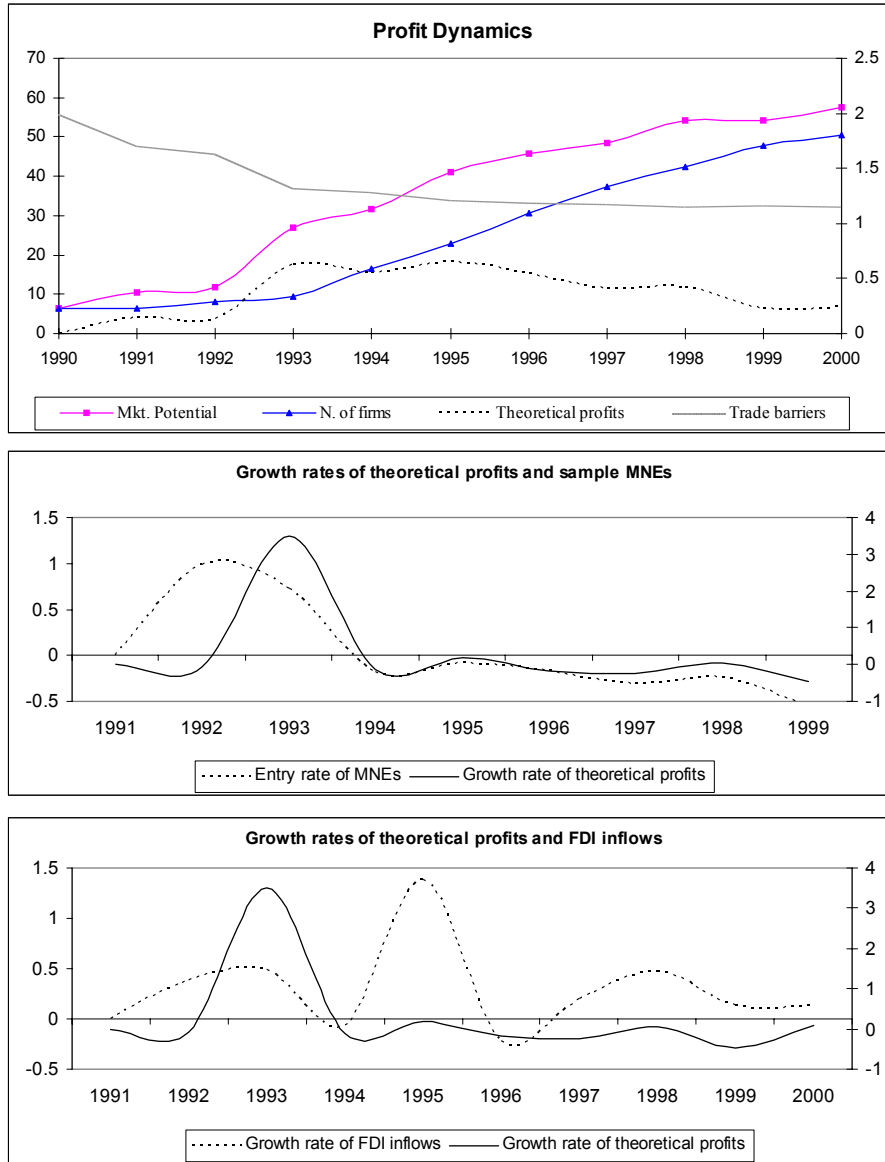 Profit Dynamics
70 2.5
60 2
50
40 1.5
30 1
20
10 0.5
0 0
1990 1991 1992 1993 1994 1995 1996 1997 1998 1999 2000
Mkt. Potential N. of firms Theoretical profits Trade barriers
Growth rates of theoretical profits and sample MNEs
1.5 4
1 3
0.5 2
0 1
-0.5 0
-1
1991 1992 1993 1994 1995 1996 1997 1998 1999
Entry rate of MNEs Growth rate of theoretical profits
Growth rates of theoretical profits and FDI inflows
1.5 4
1 3
0.5 2
0 1
-0.5 0
-1
1991 1992 1993 1994 1995 1996 1997 1998 1999 2000
Growth rate of FDI inflows Growth rate of theoretical profits